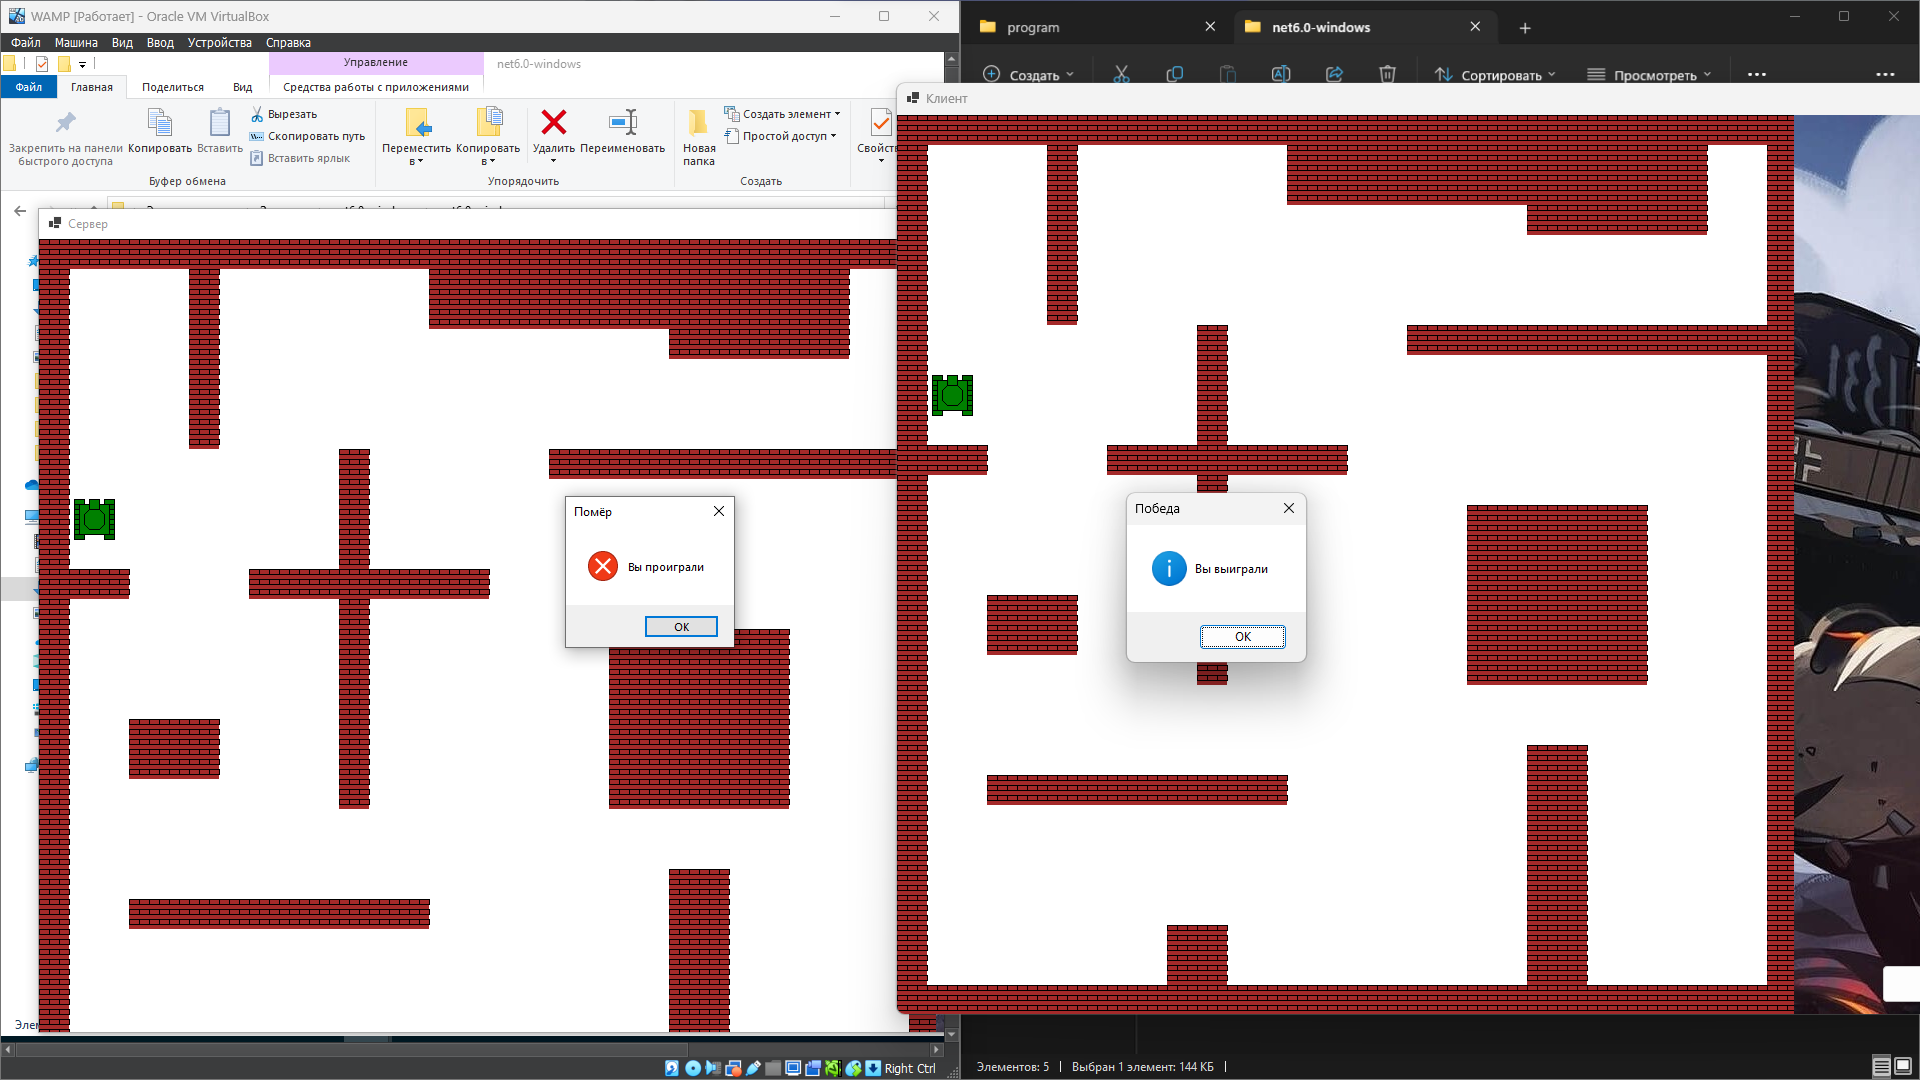 WAMP [Работает] - Oracle VM VirtualBox
Файл Машина Вид Ввод Устройства Справка
Управление
net6.0-windows
Файл Главная Поделиться Вид Средства работы с приложениями
Закрепить на панели быстрого доступа
Копировать
Вставить
Вырезать
Скопировать путь
Вставить ярлык
Переместить в
Копировать в
Удалить
Переименовать
Новая папка
Создать элемент
Простой доступ
Буфер обмена
Упорядочить
Создать
Сервер
Помёр
Вы проиграли
OK
Right Ctrl
program
net6.0-windows
Создать
Сортировать
Просмотреть
Клиент
Победа
Вы выиграли
OK
Элементов: 5
Выбран 1 элемент: 144 КБ